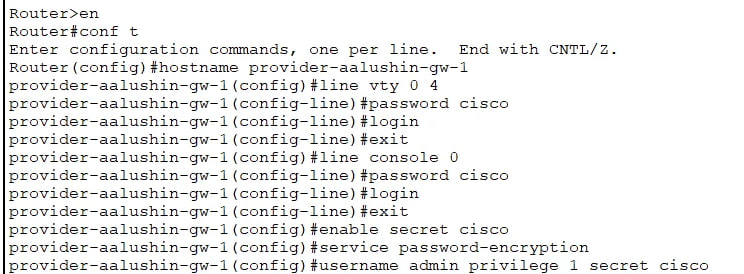 Router>en
Router#conf t
Enter configuration commands, one per line.  End with CNTL/Z.
Router(config)#hostname provider-aalushin-gw-1
provider-aalushin-gw-1(config)#line vty 0 4
provider-aalushin-gw-1(config-line)#password cisco
provider-aalushin-gw-1(config-line)#login
provider-aalushin-gw-1(config-line)#exit
provider-aalushin-gw-1(config)#line console 0
provider-aalushin-gw-1(config-line)#password cisco
provider-aalushin-gw-1(config-line)#login
provider-aalushin-gw-1(config-line)#exit
provider-aalushin-gw-1(config)#enable secret cisco
provider-aalushin-gw-1(config)#service password-encryption
provider-aalushin-gw-1(config)#username admin privilege 1 secret cisco